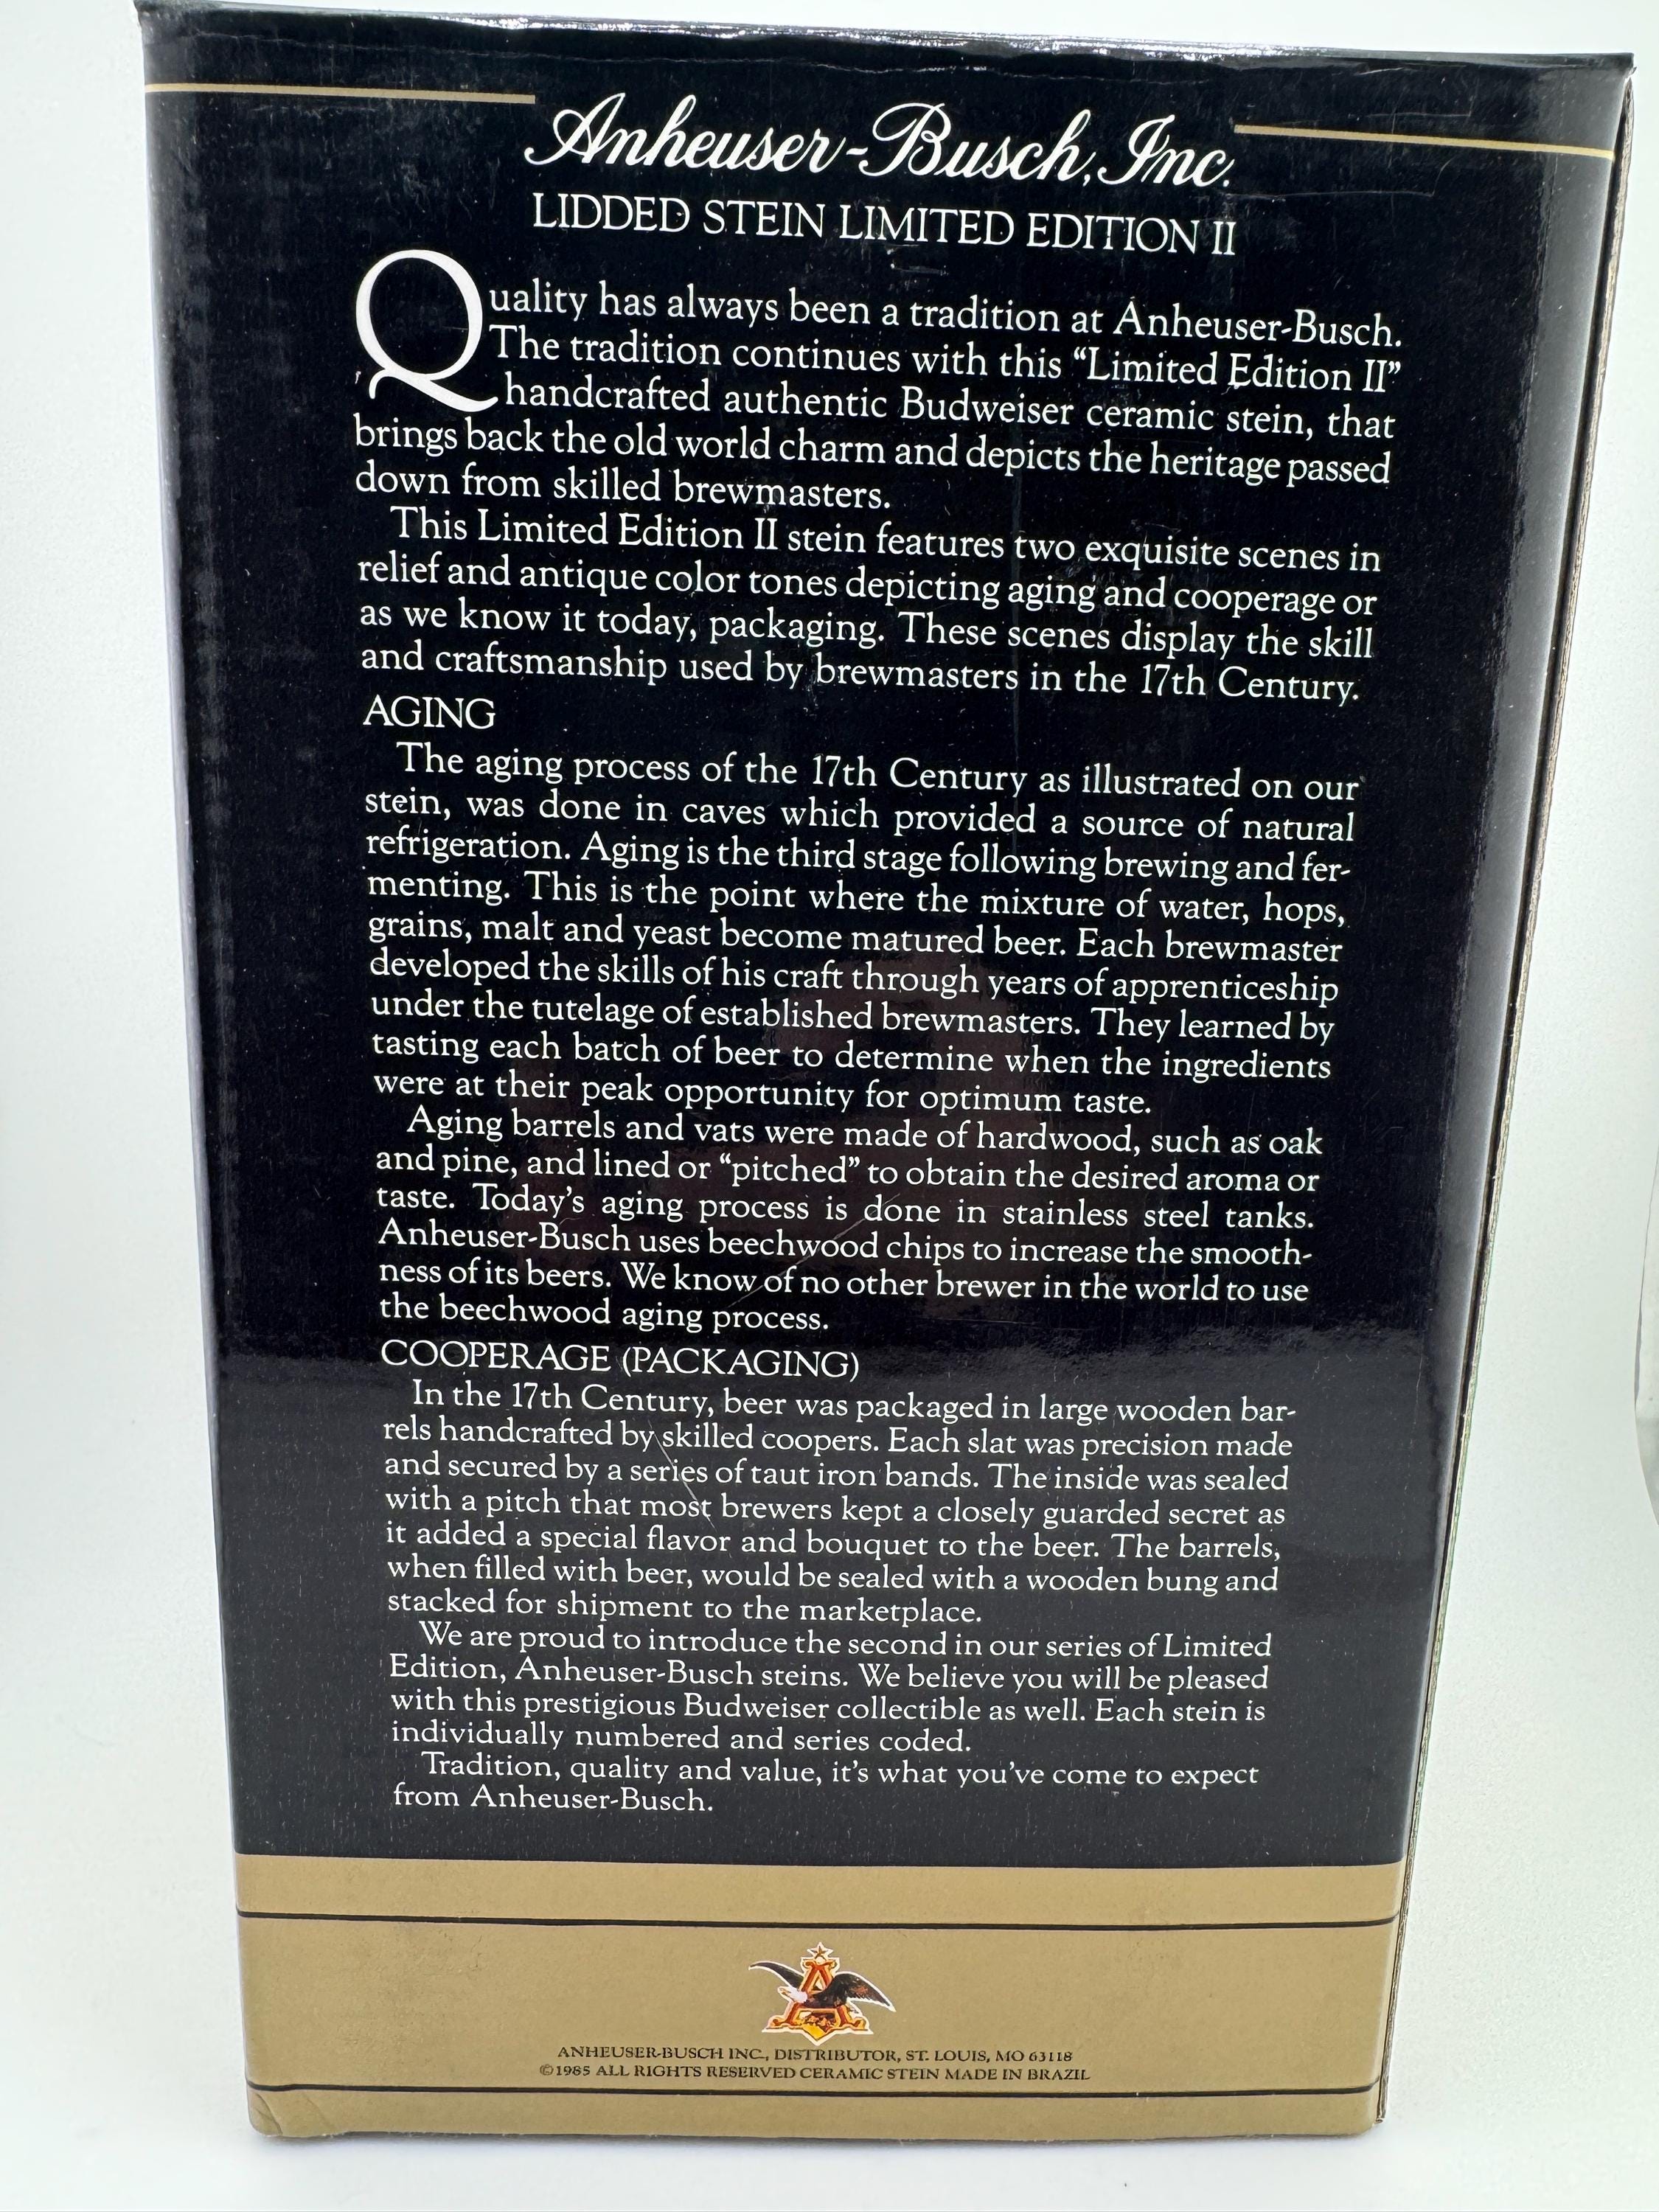 Anheuser-Busch, Inc.
LIDDED STEIN LIMITED EDITION II
Quality has always been a tradition at Anheuser-Busch.
The tradition continues with this “Limited Edition II”
handcrafted authentic Budweiser ceramic stein, that
brings back the old world charm and depicts the heritage passed
down from skilled brewmasters.
This Limited Edition II stein features two exquisite scenes in
relief and antique color tones depicting aging and cooperage or
as we know it today, packaging. These scenes display the skill
and craftsmanship used by brewmasters in the 17th Century.
AGING
The aging process of the 17th Century as illustrated on our
stein, was done in caves which provided a source of natural
refrigeration. Aging is the third stage following brewing and fer-
menting. This is the point where the mixture of water, hops,
grains, malt and yeast become matured beer. Each brewmaster
developed the skills of his craft through years of apprenticeship
under the tutelage of established brewmasters. They learned by
tasting each batch of beer to determine when the ingredients
were at their peak opportunity for optimum taste.
Aging barrels and vats were made of hardwood, such as oak
and pine, and lined or “pitched” to obtain the desired aroma or
taste. Today’s aging process is done in stainless steel tanks.
Anheuser-Busch uses beechwood chips to increase the smooth-
ness of its beers. We know of no other brewer in the world to use
the beechwood aging process.
COOPERAGE (PACKAGING)
In the 17th Century, beer was packaged in large wooden bar-
rels handcrafted by skilled coopers. Each slat was precision made
and secured by a series of taut iron bands. The inside was sealed
with a pitch that most brewers kept a closely guarded secret as
it added a special flavor and bouquet to the beer. The barrels,
when filled with beer, would be sealed with a wooden bung and
stacked for shipment to the marketplace.
We are proud to introduce the second in our series of Limited
Edition, Anheuser-Busch steins. We believe you will be pleased
with this prestigious Budweiser collectible as well. Each stein is
individually numbered and series coded.
Tradition, quality and value, it’s what you’ve come to expect
from Anheuser-Busch.
A
ANHEUSER-BUSCH INC., DISTRIBUTOR, ST. LOUIS, MO 63118
©1985 ALL RIGHTS RESERVED CERAMIC STEIN MADE IN BRAZIL